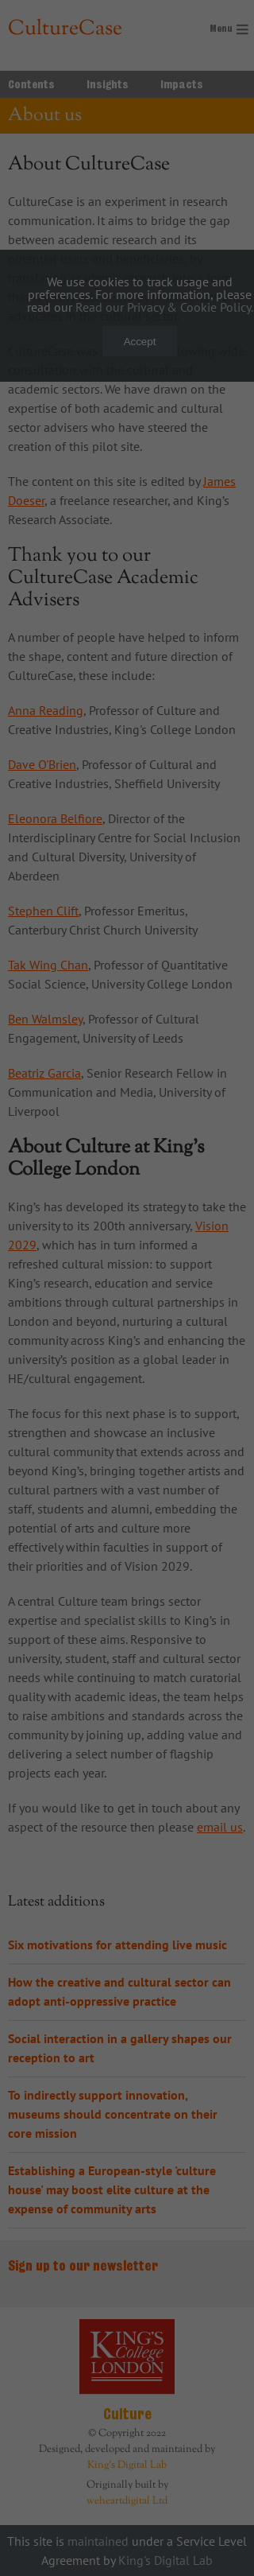 CultureCase
Menu
Contents Insights Impacts
About us
About CultureCase
CultureCase is an experiment in research
communication. It aims to bridge the gap
between academic research and its
We use cookies to track usage and
preferences. For more information, please
read our Read our Privacy & Cookie Policy.
Accept
academic sectors. We have drawn on the
expertise of both academic and cultural
sector advisers who have steered the
creation of this pilot site.
The content on this site is edited by James
Doeser, a freelance researcher, and King's
Research Associate.
Thank you to our
CultureCase Academic
Advisers
A number of people have helped to inform
the shape, content and future direction of
CultureCase, these include:
Anna Reading, Professor of Culture and
Creative Industries, King's College London
Dave O'Brien, Professor of Cultural and
Creative Industries, Sheffield University
Eleonora Belfiore, Director of the
Interdisciplinary Centre for Social Inclusion
and Cultural Diversity, University of
Aberdeen
Stephen Clift, Professor Emeritus,
Canterbury Christ Church University
Tak Wing Chan, Professor of Quantitative
Social Science, University College London
Ben Walmsley, Professor of Cultural
Engagement, University of Leeds
Beatriz Garcia, Senior Research Fellow in
Communication and Media, University of
Liverpool
About Culture at King's
College London
King's has developed its strategy to take the
university to its 200th anniversary, Vision
2029, which has in turn informed a
refreshed cultural mission: to support
King's research, education and service
ambitions through cultural partnerships in
London and beyond, nurturing a cultural
community across King's and enhancing the
university's position as a global leader in
HE/cultural engagement.
The focus for this next phase is to support,
strengthen and showcase an inclusive
cultural community that extends across and
beyond King's, bringing together artists and
cultural partners with a vast number of
staff, students and alumni, embedding the
potential of arts and culture more
effectively within faculties in support of
their priorities and of Vision 2029.
A central Culture team brings sector
expertise and specialist skills to King's in
support of these aims. Responsive to
university, student, staff and cultural sector
needs while continuing to match curatorial
quality with academic ideas, the team helps
to raise ambitions and standards across the
community by joining up, adding value and
delivering a select number of flagship
projects each year.
If you would like to get in touch about any
aspect of the resource then please email us.
Latest additions
Six motivations for attending live music
How the creative and cultural sector can
adopt anti-oppressive practice
Social interaction in a gallery shapes our
reception to art
To indirectly support innovation,
museums should concentrate on their
core mission
Establishing a European-style 'culture
house' may boost elite culture at the
expense of community arts
Sign up to our newsletter
KING'S
College
LONDON
Culture
© Copyright 2022
Designed, developed and maintained by
King's Digital Lab
Originally built by
weheartdigital Ltd
This site is maintained under a Service Level
Agreement by King's Digital Lab